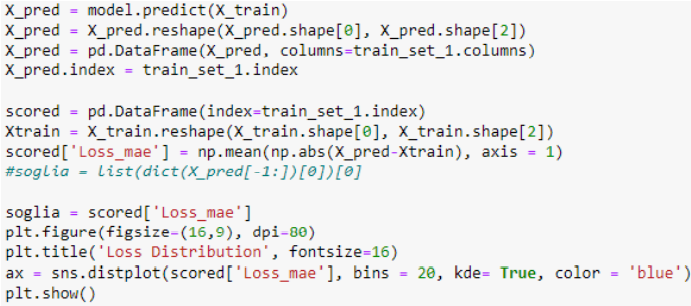 X_pred = model.predict(X_train)
X_pred = X_pred.reshape(X_pred.shape[0], X_pred.shape[2])
X_pred = pd.DataFrame(X_pred, columns=train_set_1.columns)
X_pred.index = train_set_1.index
scored = pd.DataFrame(index=train_set_1.index)
Xtrain = X_train.reshape(X_train.shape[0], X_train.shape[2])
scored['Loss_mae'] = np.mean(np.abs(X_pred-Xtrain), axis = 1)
#soglia = list(dict(X_pred[-1:])[0])[0]
soglia = scored['Loss_mae']
plt.figure(figsize=(16,9), dpi=80)
plt.title('Loss Distribution', fontsize=16)
ax = sns.distplot(scored['Loss_mae'], bins = 20, kde= True, color = 'blue')
plt.show()